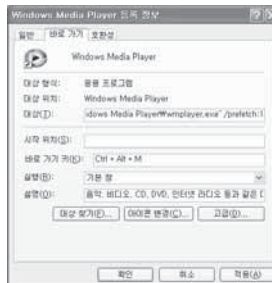 Windows Media Player 등록 정보
일반 바로 가기 호환성
Windows Media Player
대상 형식: 응용 프로그램
대상 위치: Windows Media Player
대상(T): idows Media Player₩wmplayer.exe" /prefetch:1
시작 위치(S):
바로 가기 키(K): Ctrl + Alt + M
실행(R): 기본 창
설명(O): 음악, 비디오, CD, DVD, 인터넷 라디오 등과 같은 [
대상 찾기(F)... 아이콘 변경(C)... 고급(D)...
확인 취소 적용(A)